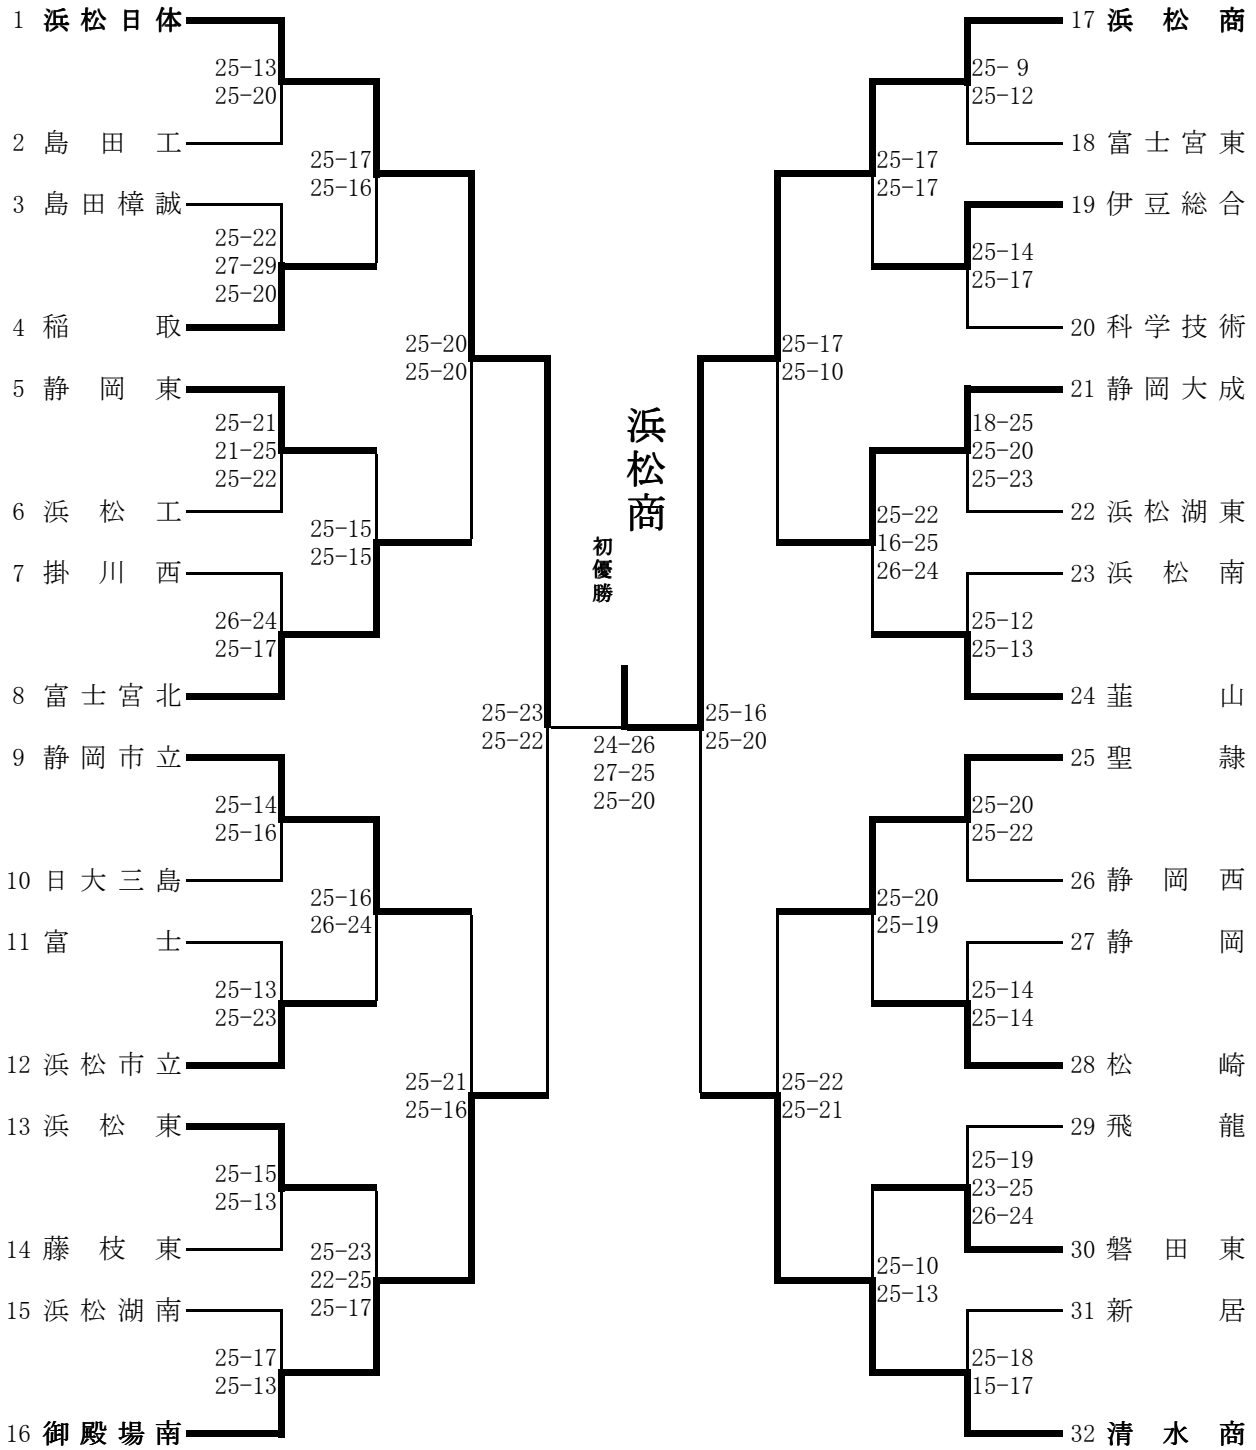 1 浜松日体
25-13
25-20
2 島田工
25-17
25-16
3 島田樟誠
25-22
27-29
25-20
4 稲取
25-20
25-20
5 静岡東
25-21
21-25
25-22
6 浜松工
25-15
25-15
7 掛川西
26-24
25-17
8 富士宮北
25-23
25-22
9 静岡市立
25-14
25-16
10 日大三島
25-16
26-24
11 富士
25-13
25-23
12 浜松市立
25-21
25-16
13 浜松東
25-15
25-13
14 藤枝東
25-23
22-25
25-17
15 浜松湖南
25-17
25-13
16 御殿場南
浜松商
初優勝
24-26
27-25
25-20
17 浜松商
25- 9
25-12
18 富士宮東
25-17
25-17
19 伊豆総合
25-14
25-17
20 科学技術
25-17
25-10
21 静岡大成
18-25
25-20
25-23
22 浜松湖東
25-22
16-25
26-24
23 浜松南
25-12
25-13
24 韮山
25-16
25-20
25 聖隷
25-20
25-22
26 静岡西
25-20
25-19
27 静岡
25-14
25-14
28 松崎
25-22
25-21
29 飛龍
25-19
23-25
26-24
30 磐田東
25-10
25-13
31 新居
25-18
15-17
32 清水商